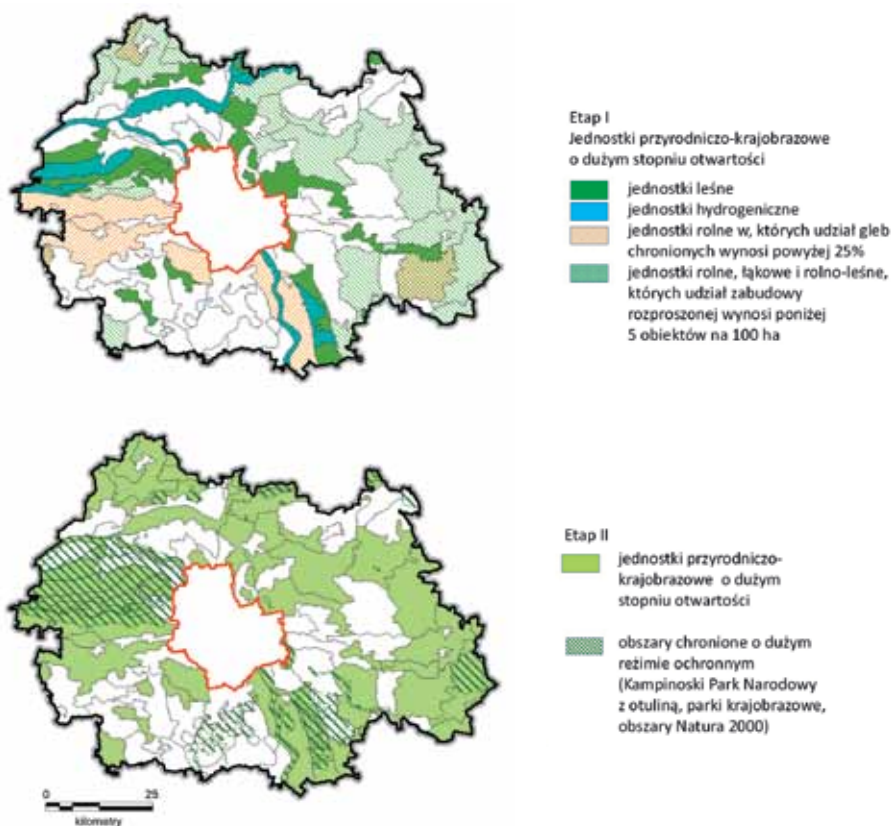 Etap I
Jednostki przyrodniczo-krajobrazowe
o dużym stopniu otwartości
jednostki leśne
jednostki hydrogeniczne
jednostki rolne w, których udział gleb
chronionych wynosi powyżej 25%
jednostki rolne, łąkowe i rolno-leśne,
których udział zabudowy
rozproszonej wynosi poniżej
5 obiektów na 100 ha
Etap II
jednostki przyrodniczo-
krajobrazowe o dużym
stopniu otwartości
obszary chronione o dużym
reżimie ochronnym
(Kampinoski Park Narodowy
z otuliną, parki krajobrazowe,
obszary Natura 2000)
0 25
kilometry